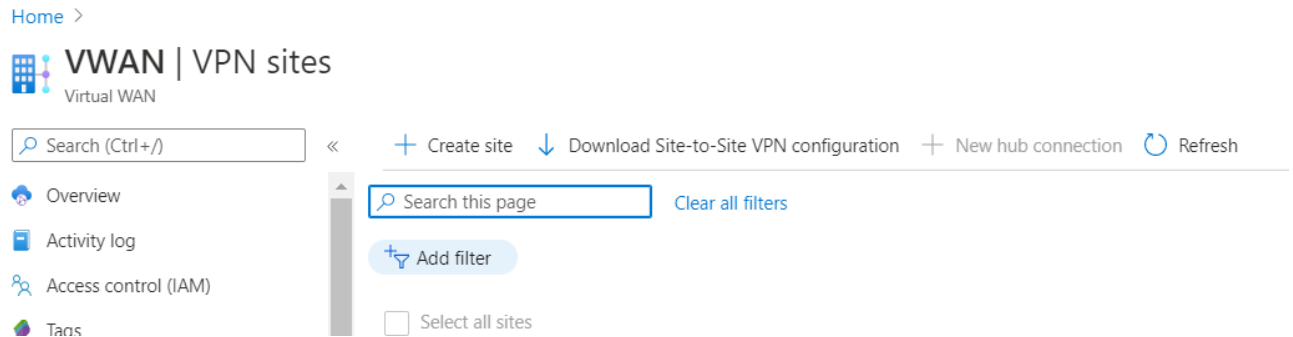 Home >
VWAN | VPN sites
Virtual WAN
Search (Ctrl+/)
«
Create site
Download Site-to-Site VPN configuration
New hub connection
Refresh
Overview
Activity log
Access control (IAM)
Tags
Search this page
Clear all filters
Add filter
Select all sites